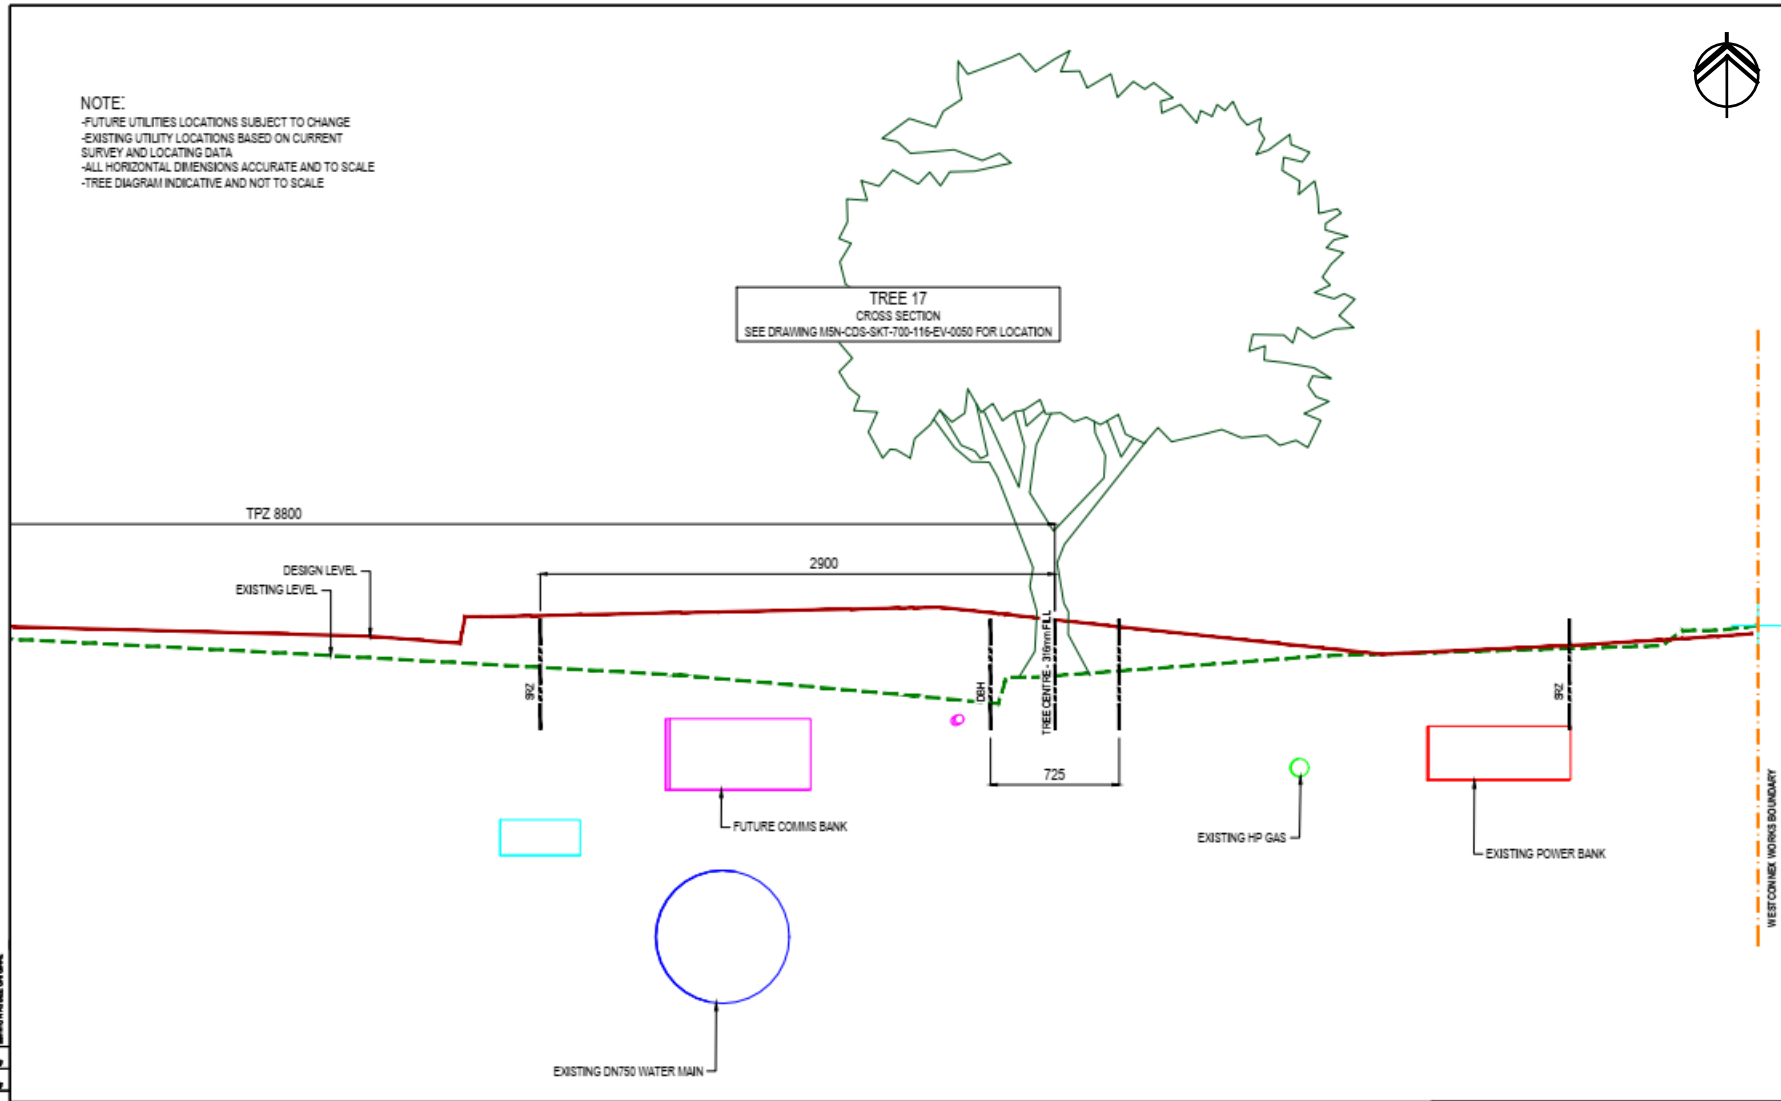 NOTE:
-FUTURE UTILITIES LOCATIONS SUBJECT TO CHANGE
-EXISTING UTILITY LOCATIONS BASED ON CURRENT
SURVEY AND LOCATING DATA
-ALL HORIZONTAL DIMENSIONS ACCURATE AND TO SCALE
-TREE DIAGRAM INDICATIVE AND NOT TO SCALE
TREE 17
CROSS SECTION
SEE DRAWING M5N-CDS-SKT-700-116-EV-0050 FOR LOCATION
TPZ 8800
2900
DESIGN LEVEL
EXISTING LEVEL
SRZ
DBH
TREE CENTRE - 316mm FILL
SRZ
725
FUTURE COMMS BANK
EXISTING HP GAS
EXISTING POWER BANK
WESTCONNEX WORKS BOUNDARY
EXISTING DN750 WATER MAIN